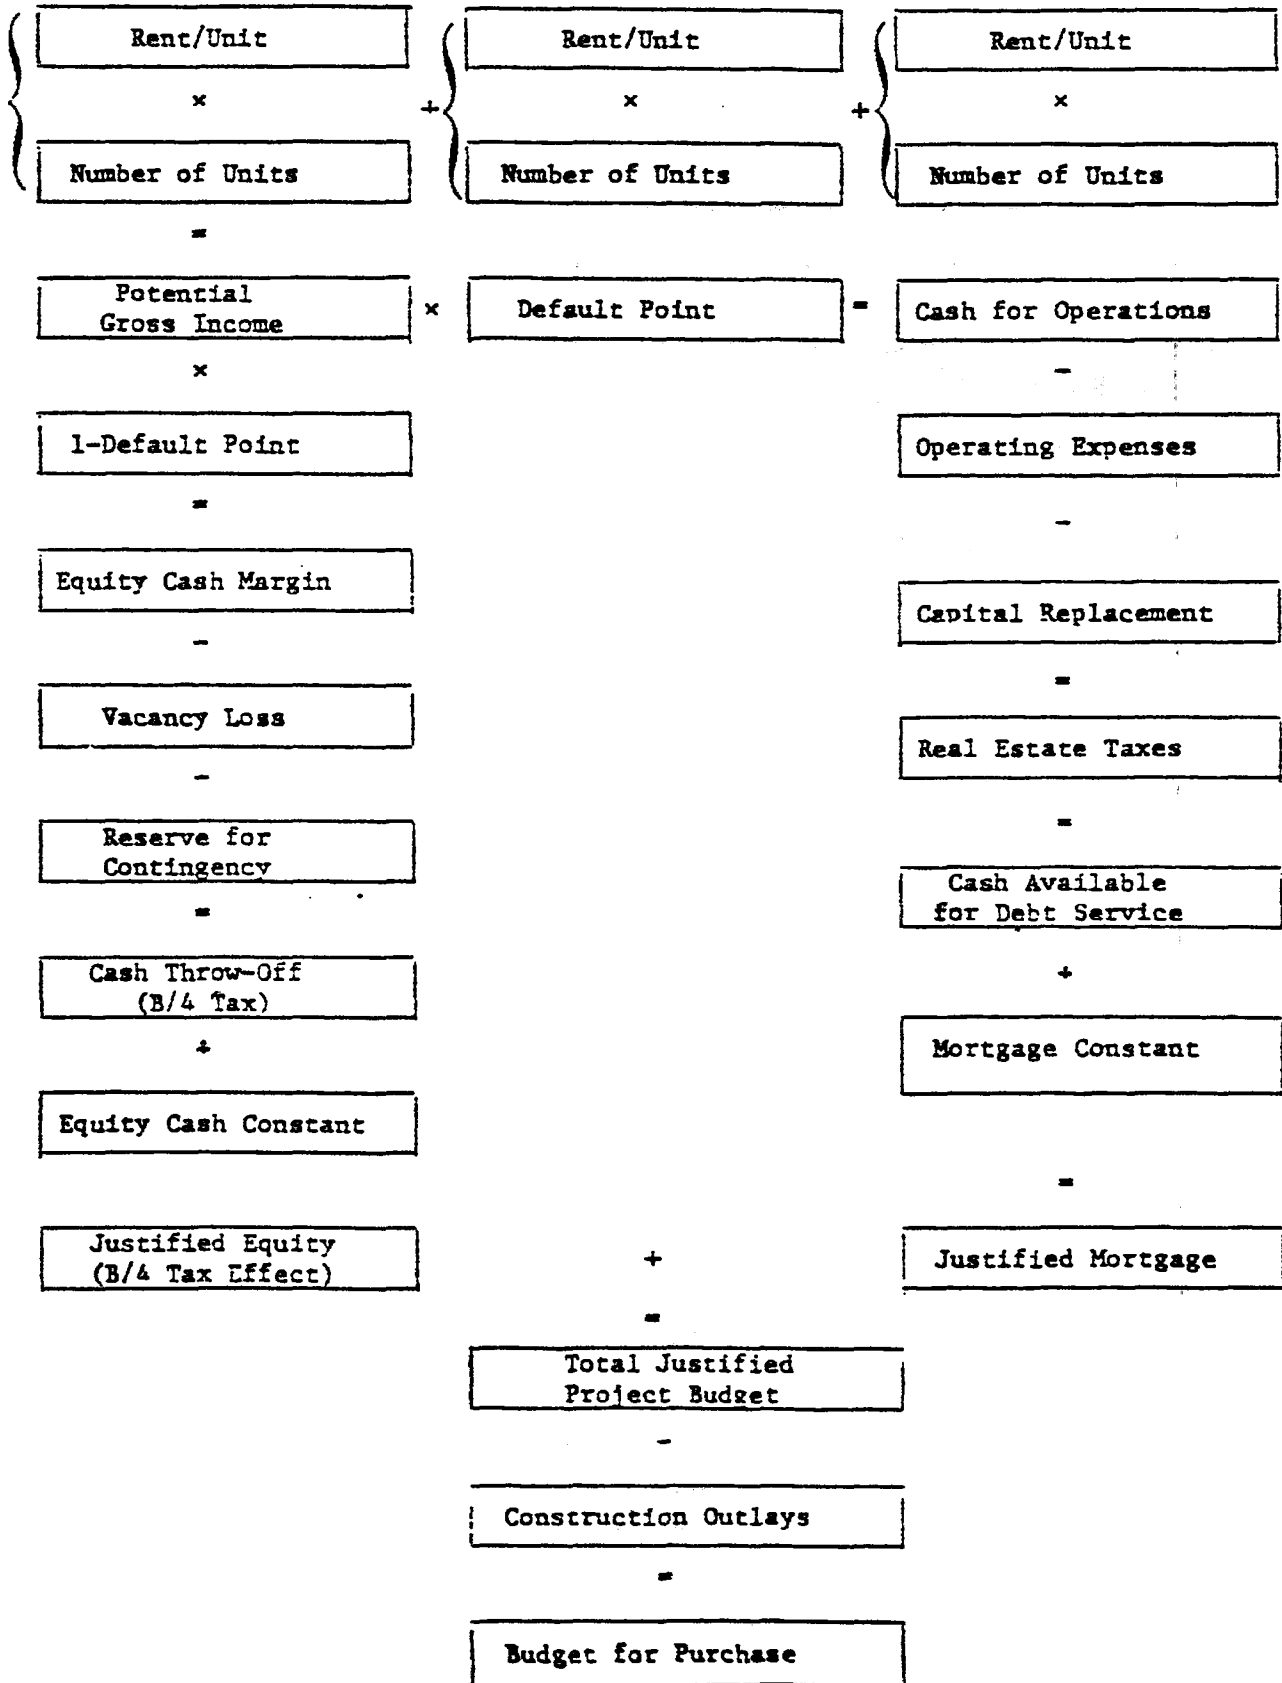 Rent/Unit Rent/Unit Rent/Unit
× + × + ×
Number of Units Number of Units Number of Units
=
Potential
Gross Income × Default Point = Cash for Operations
× -
1-Default Point Operating Expenses
= -
Equity Cash Margin Capital Replacement
- =
Vacancy Loss Real Estate Taxes
- =
Reserve for
Contingency
Cash Available
for Debt Service
=
Cash Throw-Off
(B/4 Tax)
÷
÷
Mortgage Constant
Equity Cash Constant
=
Justified Equity
(B/4 Tax Effect) + Justified Mortgage
=
Total Justified
Project Budget
-
Construction Outlays
=
Budget for Purchase